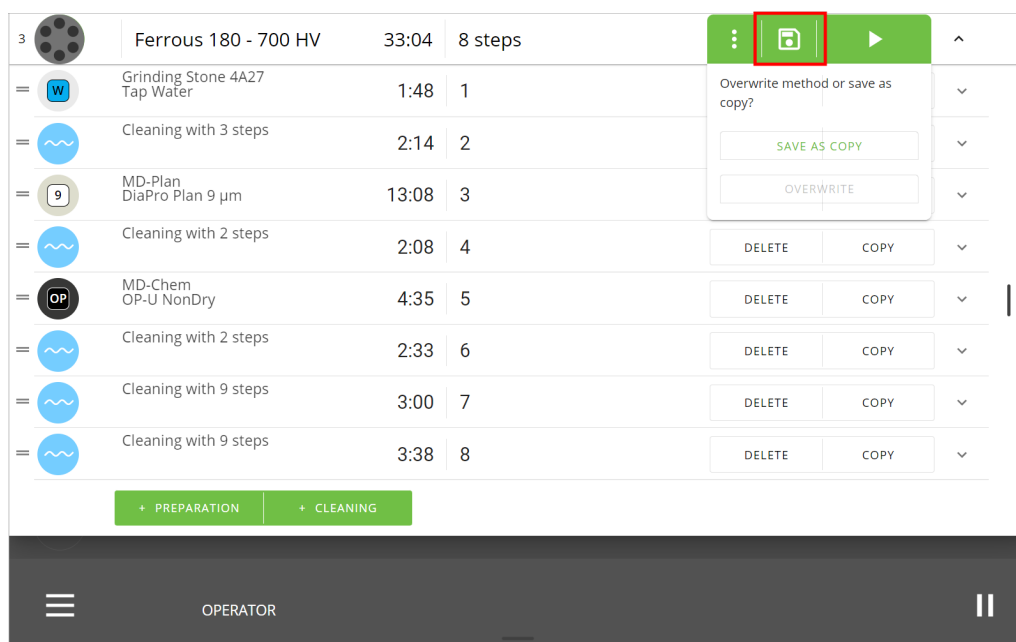 3 Ferrous 180 - 700 HV 33:04 8 steps
Overwrite method or save as
copy?
SAVE AS COPY
OVERWRITE
W Grinding Stone 4A27
Tap Water 1:48 1
Cleaning with 3 steps 2:14 2
9 MD-Plan
DiaPro Plan 9 µm 13:08 3
Cleaning with 2 steps 2:08 4 DELETE COPY
OP MD-Chem
OP-U NonDry 4:35 5 DELETE COPY
Cleaning with 2 steps 2:33 6 DELETE COPY
Cleaning with 9 steps 3:00 7 DELETE COPY
Cleaning with 9 steps 3:38 8 DELETE COPY
+ PREPARATION + CLEANING
OPERATOR